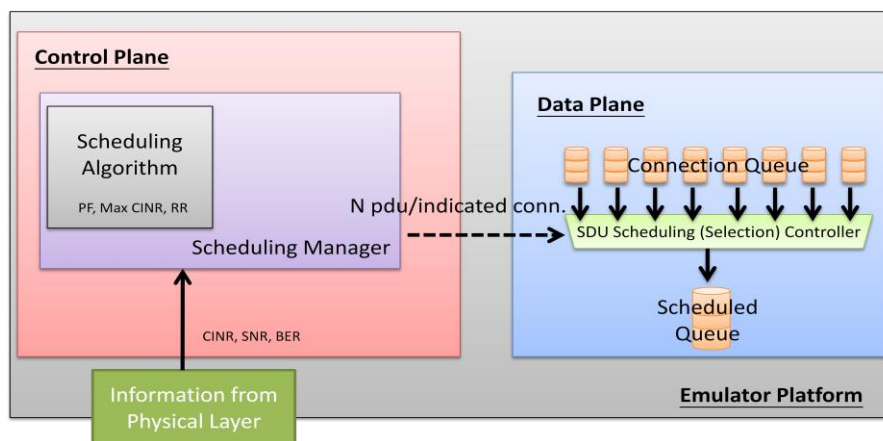 Control Plane
Scheduling
Algorithm
PF, Max CINR, RR
Scheduling Manager
CINR, SNR, BER
Information from
Physical Layer
N pdu/indicated conn.
Data Plane
Connection Queue
SDU Scheduling (Selection) Controller
Scheduled
Queue
Emulator Platform